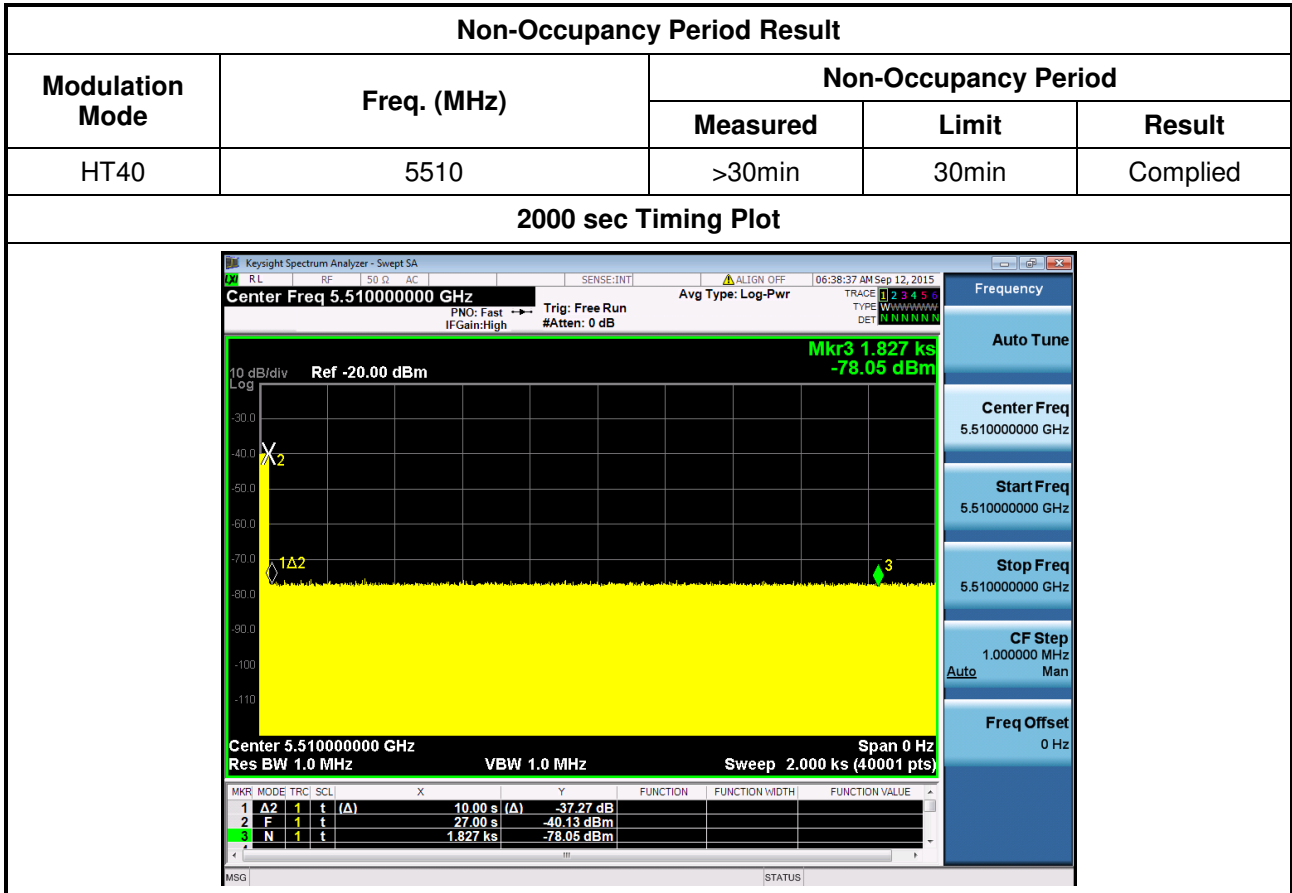 Non-Occupancy Period Result
Modulation Mode
Freq. (MHz)
Non-Occupancy Period
Measured
Limit
Result
HT40
5510
>30min
30min
Complied
2000 sec Timing Plot
Keysight Spectrum Analyzer - Swept SA
LXI RL RF 50 Ω AC SENSE:INT ALIGN OFF 06:38:37 AM Sep 12, 2015
Center Freq 5.510000000 GHz
PNO: Fast
IFGain:High
Trig: Free Run
#Atten: 0 dB
Avg Type: Log-Pwr
TRACE 1 2 3 4 5 6
TYPE WWWWWW
DET N N N N N N
Mkr3 1.827 ks
-78.05 dBm
10 dB/div Ref -20.00 dBm
Log
-30.0
-40.0
-50.0
-60.0
-70.0
-80.0
-90.0
-100
-110
X2
1Δ2
3
Center 5.510000000 GHz Span 0 Hz
Res BW 1.0 MHz VBW 1.0 MHz Sweep 2.000 ks (40001 pts)
MKR MODE TRC SCL X Y FUNCTION FUNCTION WIDTH FUNCTION VALUE
1 Δ2 1 t (Δ) 10.00 s (Δ) -37.27 dB
2 F 1 t 27.00 s -40.13 dBm
3 N 1 t 1.827 ks -78.05 dBm
MSG STATUS
Frequency
Auto Tune
Center Freq
5.510000000 GHz
Start Freq
5.510000000 GHz
Stop Freq
5.510000000 GHz
CF Step
1.000000 MHz
Auto Man
Freq Offset
0 Hz